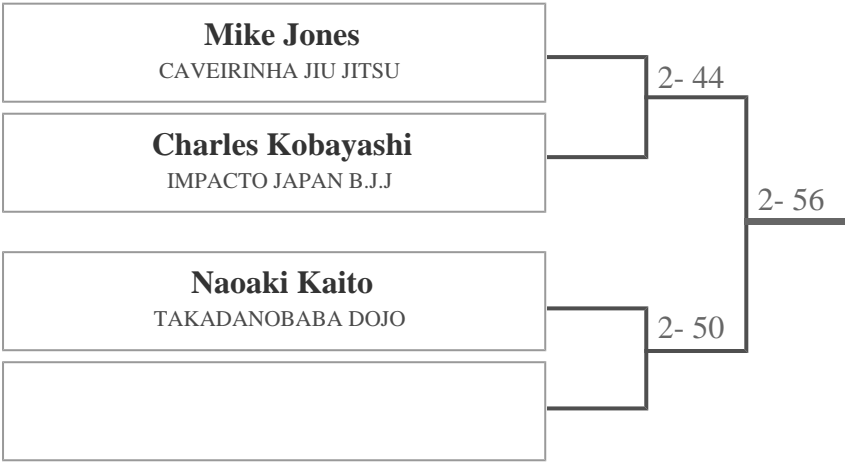 Mike Jones
CAVEIRINHA JIU JITSU
2- 44
Charles Kobayashi
IMPACTO JAPAN B.J.J
2- 56
Naoaki Kaito
TAKADANOBABA DOJO
2- 50